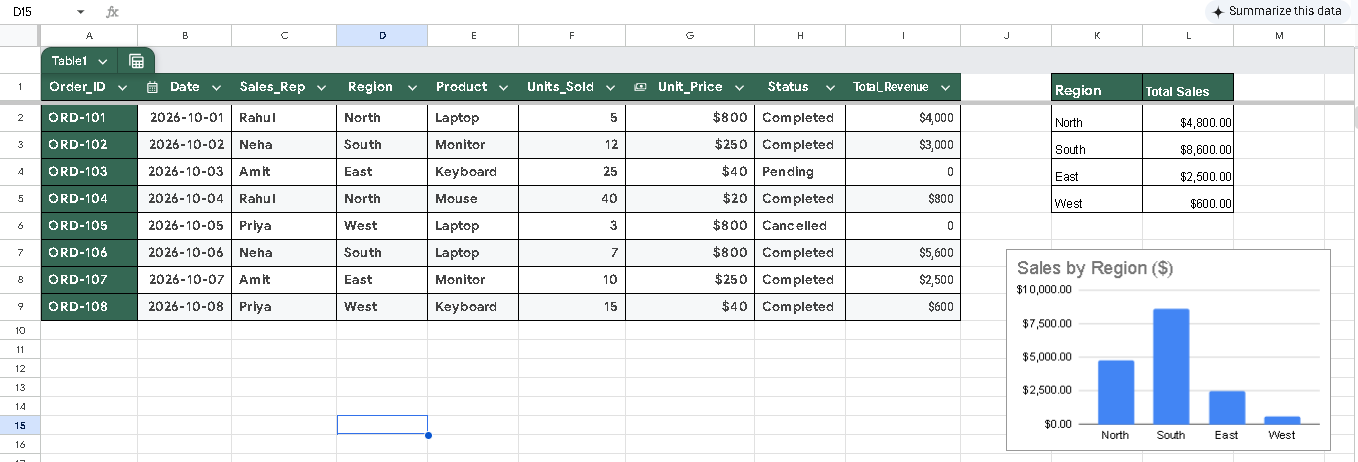 D15 fx Summarize this data
A B C D E F G H I J K L M
Table1
1 Order_ID Date Sales_Rep Region Product Units_Sold Unit_Price Status Total_Revenue Region Total Sales
2 ORD-101 2026-10-01 Rahul North Laptop 5 $800 Completed $4,000 North $4,800.00
3 ORD-102 2026-10-02 Neha South Monitor 12 $250 Completed $3,000 South $8,600.00
4 ORD-103 2026-10-03 Amit East Keyboard 25 $40 Pending 0 East $2,500.00
5 ORD-104 2026-10-04 Rahul North Mouse 40 $20 Completed $800 West $600.00
6 ORD-105 2026-10-05 Priya West Laptop 3 $800 Cancelled 0
7 ORD-106 2026-10-06 Neha South Laptop 7 $800 Completed $5,600
8 ORD-107 2026-10-07 Amit East Monitor 10 $250 Completed $2,500
9 ORD-108 2026-10-08 Priya West Keyboard 15 $40 Completed $600
10
11
12
13
14
15
16
Sales by Region ($)
$10,000.00
$7,500.00
$5,000.00
$2,500.00
$0.00
North South East West